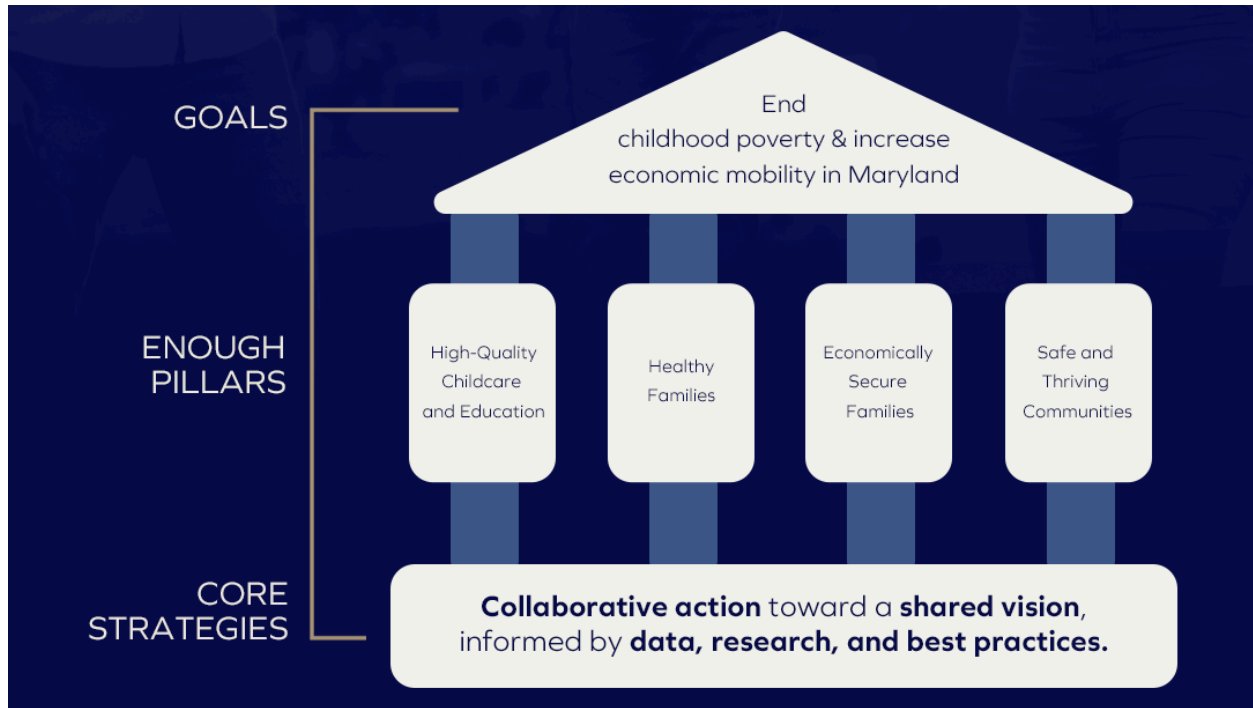 GOALS
End
childhood poverty & increase
economic mobility in Maryland
ENOUGH
PILLARS
High-Quality
Childcare
and Education
Healthy
Families
Economically
Secure
Families
Safe and
Thriving
Communities
CORE
STRATEGIES
Collaborative action toward a shared vision,
informed by data, research, and best practices.